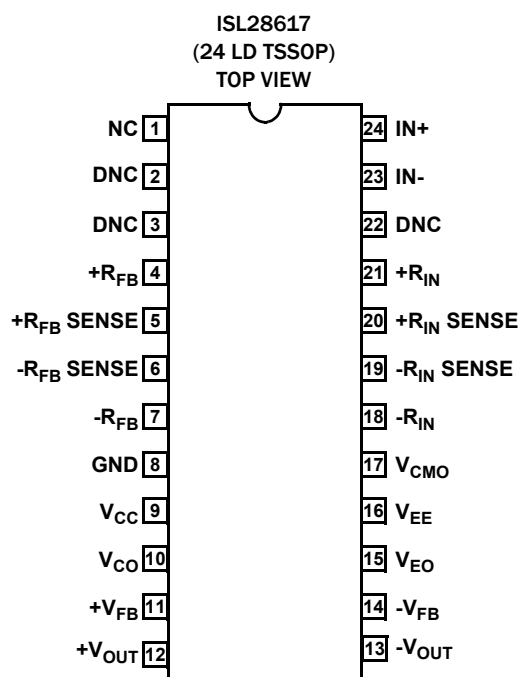 ISL28617
(24 LD TSSOP)
TOP VIEW
NC 1
24 IN+
DNC 2
23 IN-
DNC 3
22 DNC
+RFB 4
21 +RIN
+RFB SENSE 5
20 +RIN SENSE
-RFB SENSE 6
19 -RIN SENSE
-RFB 7
18 -RIN
GND 8
17 VCMO
VCC 9
16 VEE
VCO 10
15 VEO
+VFB 11
14 -VFB
+VOUT 12
13 -VOUT